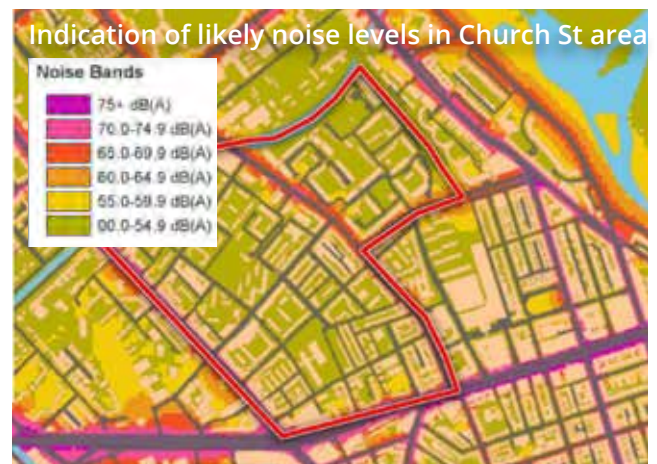 Indication of likely noise levels in Church St area
Noise Bands
75+ dB(A)
70.0-74.9 dB(A)
65.0-69.9 dB(A)
60.0-64.9 dB(A)
55.0-59.9 dB(A)
00.0-54.9 dB(A)